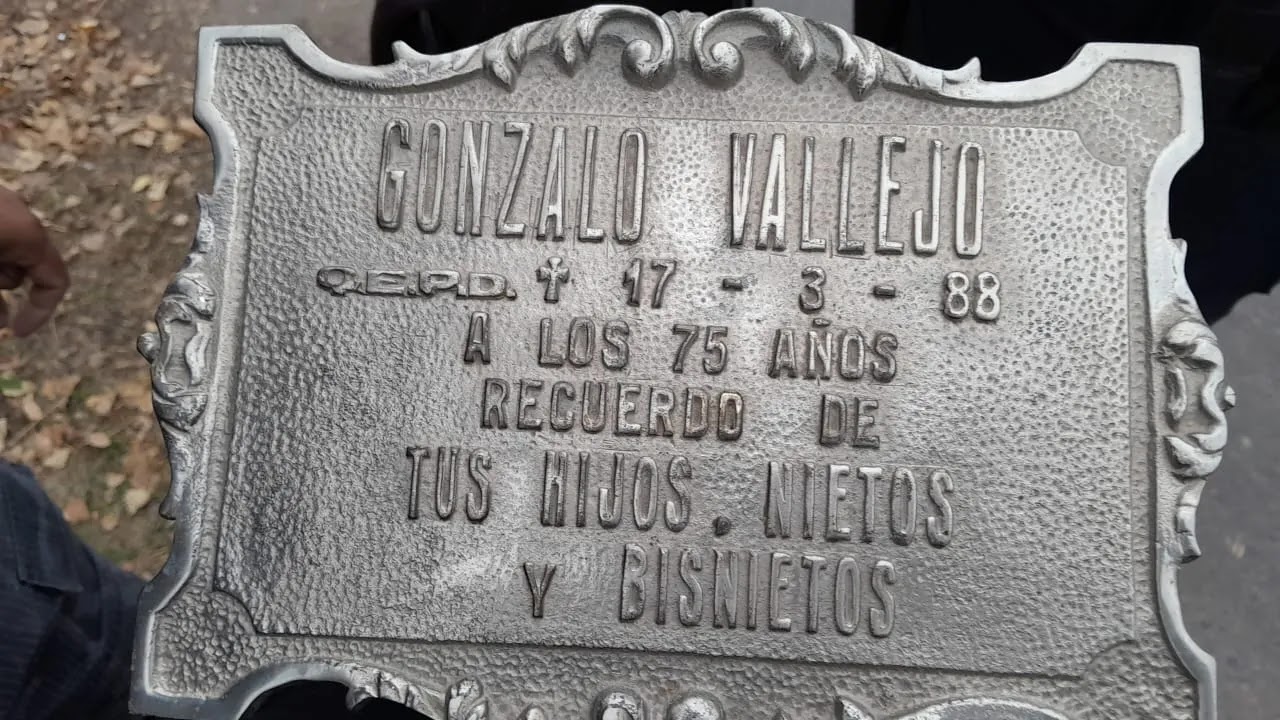 GONZALO VALLEJO
Q.E.P.D. ✝ 17 - 3 - 88
A LOS 75 AÑOS
RECUERDO DE
TUS HIJOS, NIETOS
Y BISNIETOS